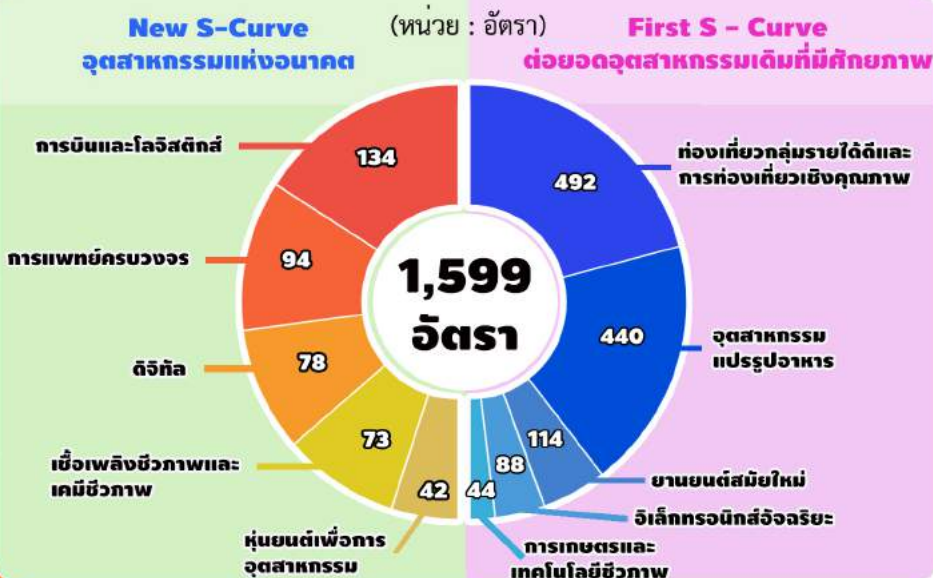 New S-Curve
อุตสาหกรรมแห่งอนาคต
(หน่วย : อัตรา)
First S - Curve
ต่อยอดอุตสาหกรรมเดิมที่มีศักยภาพ
การบินและโลจิสติกส์
134
การแพทย์ครบวงจร
94
ดิจิทัล
78
เชื้อเพลิงชีวภาพและ
เคมีชีวภาพ
73
หุ่นยนต์เพื่อการ
อุตสาหกรรม
42
1,599
อัตรา
492
ท่องเที่ยวกลุ่มรายได้ดีและ
การท่องเที่ยวเชิงคุณภาพ
440
อุตสาหกรรม
แปรรูปอาหาร
114
ยานยนต์สมัยใหม่
88
อิเล็กทรอนิกส์อัจฉริยะ
44
การเกษตรและ
เทคโนโลยีชีวภาพ